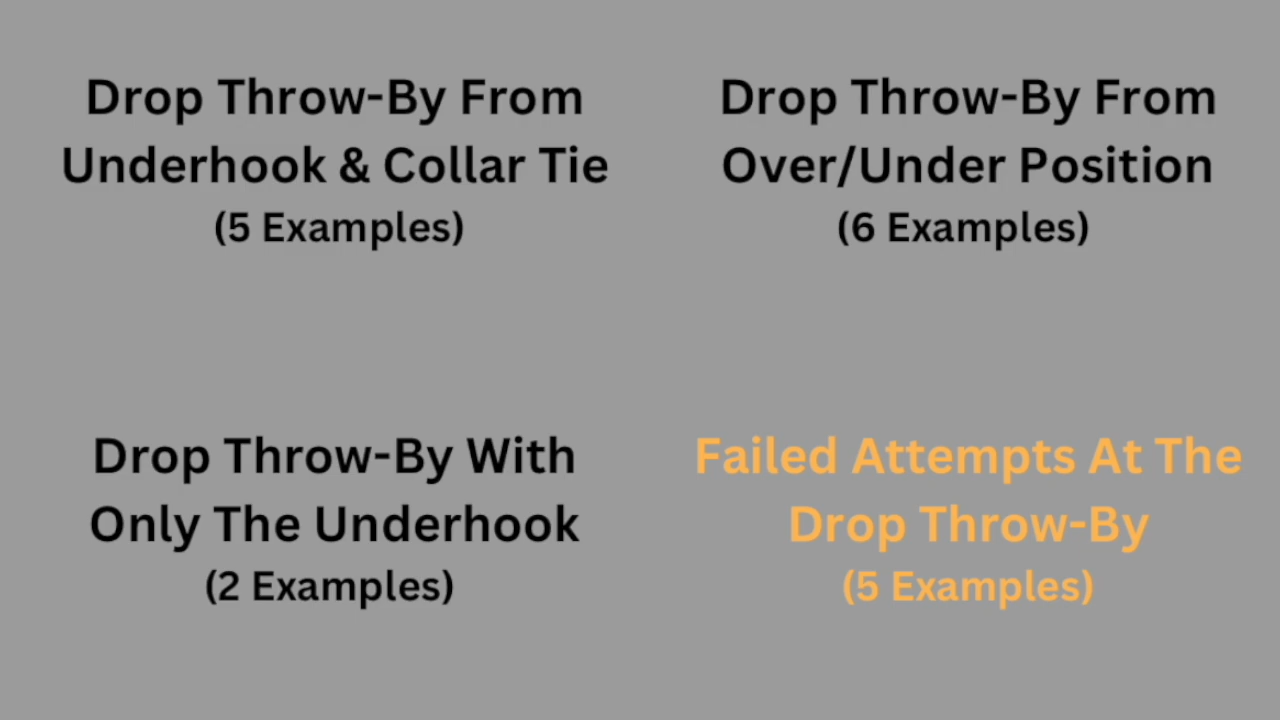 Drop Throw-By From
Underhook & Collar Tie
(5 Examples)
Drop Throw-By From
Over/Under Position
(6 Examples)
Drop Throw-By With
Only The Underhook
(2 Examples)
Failed Attempts At The
Drop Throw-By
(5 Examples)